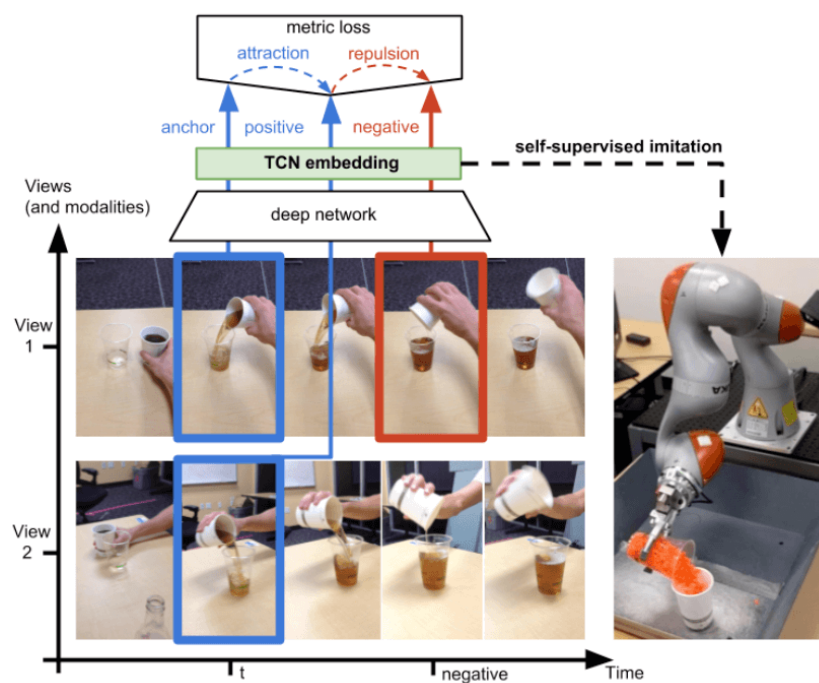 metric loss
attraction
repulsion
anchor
positive
negative
self-supervised imitation
TCN embedding
Views
(and modalities)
deep network
View
1
View
2
t
negative
Time